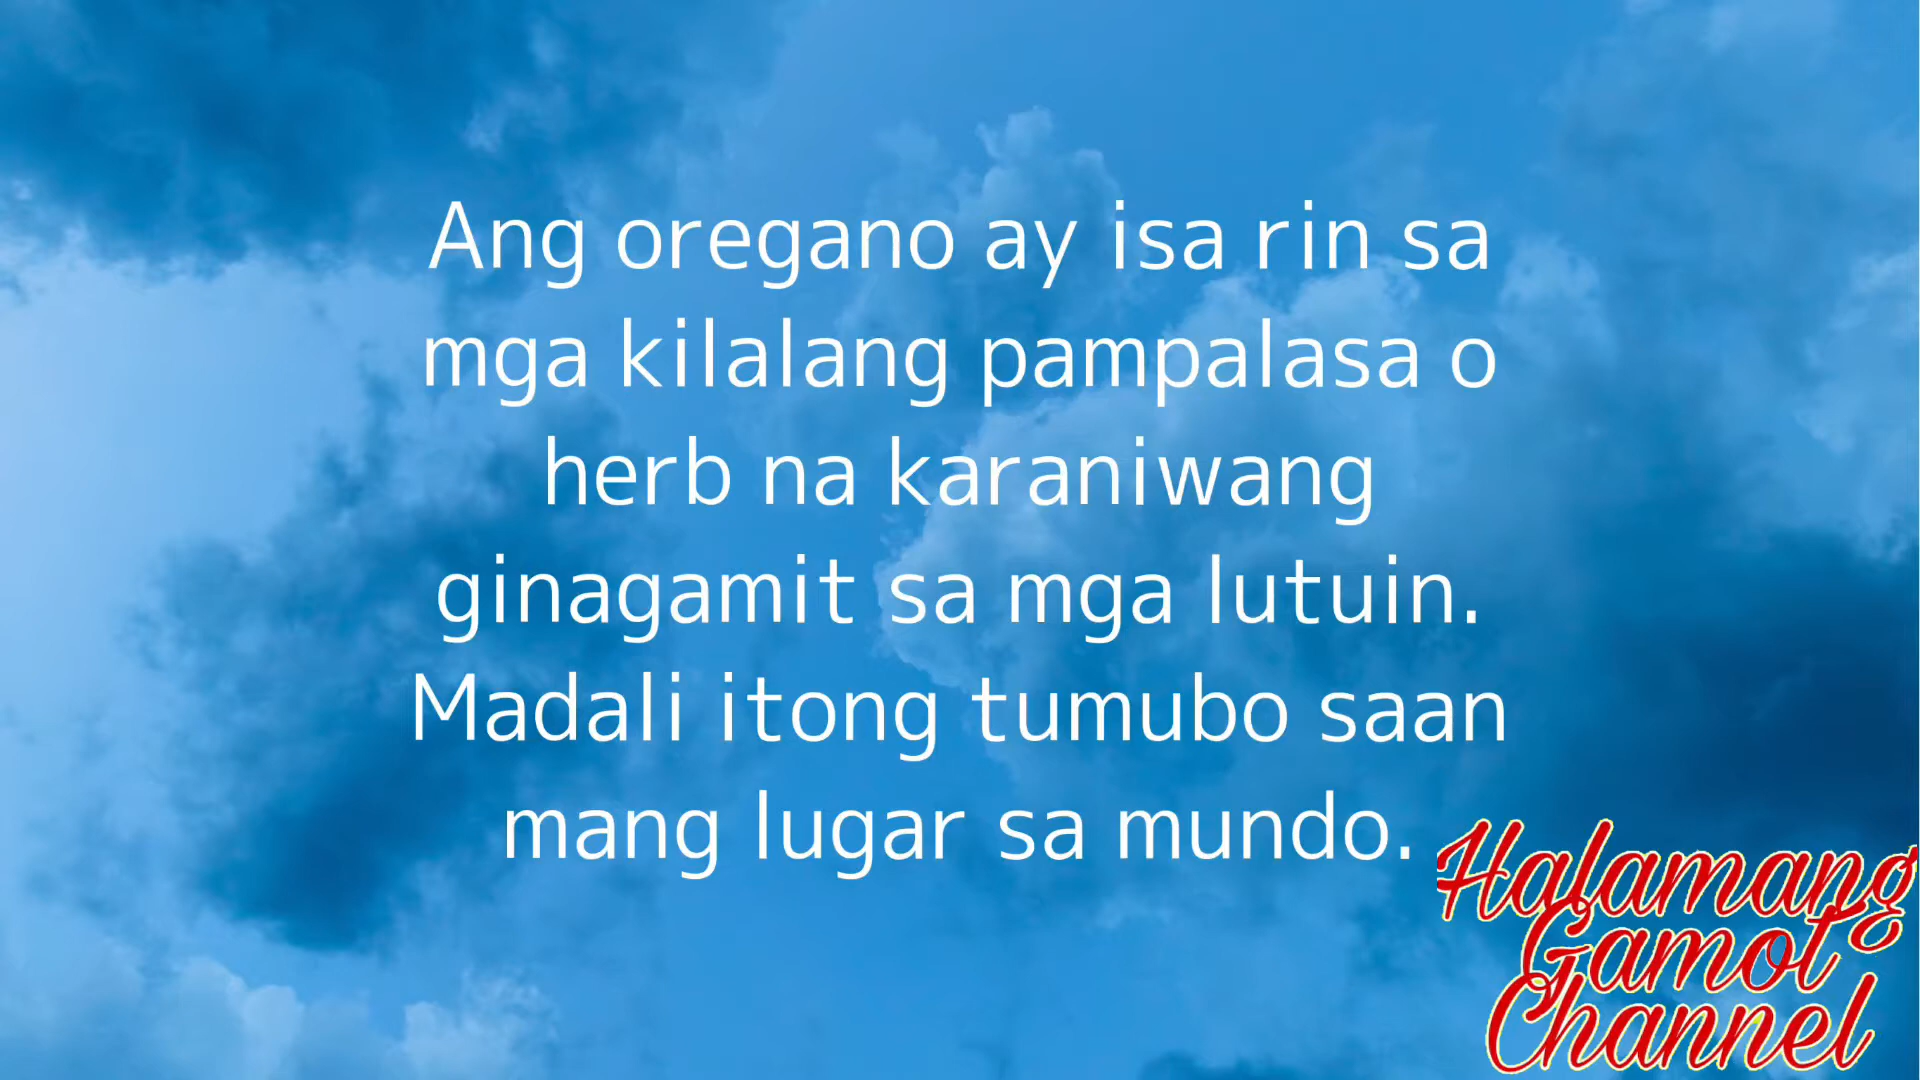 Ang oregano ay isa rin sa
mga kilalang pampalasa o
herb na karaniwang
ginagamit sa mga lutuin.
Madali itong tumubo saan
mang lugar sa mundo.
Halamang
Gamot
Channel